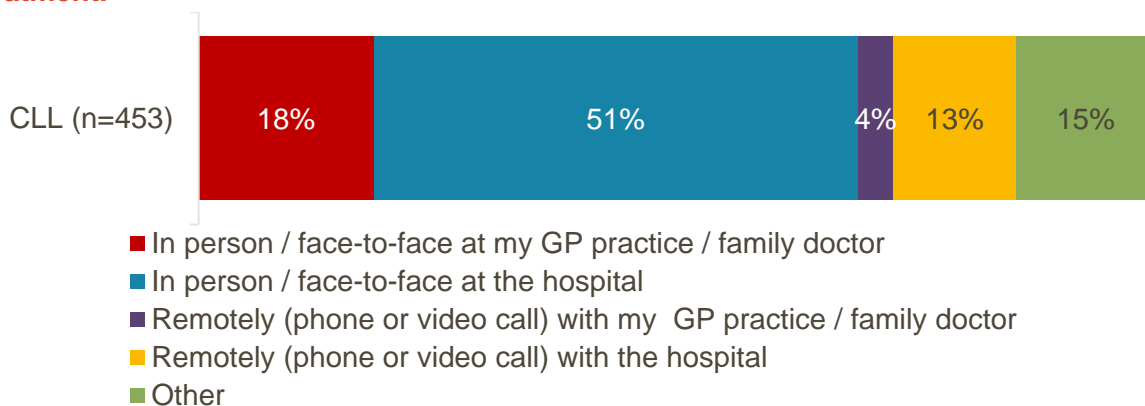 CLL (n=453)
18%
51%
4%
13%
15%
In person / face-to-face at my GP practice / family doctor
In person / face-to-face at the hospital
Remotely (phone or video call) with my  GP practice / family doctor
Remotely (phone or video call) with the hospital
Other